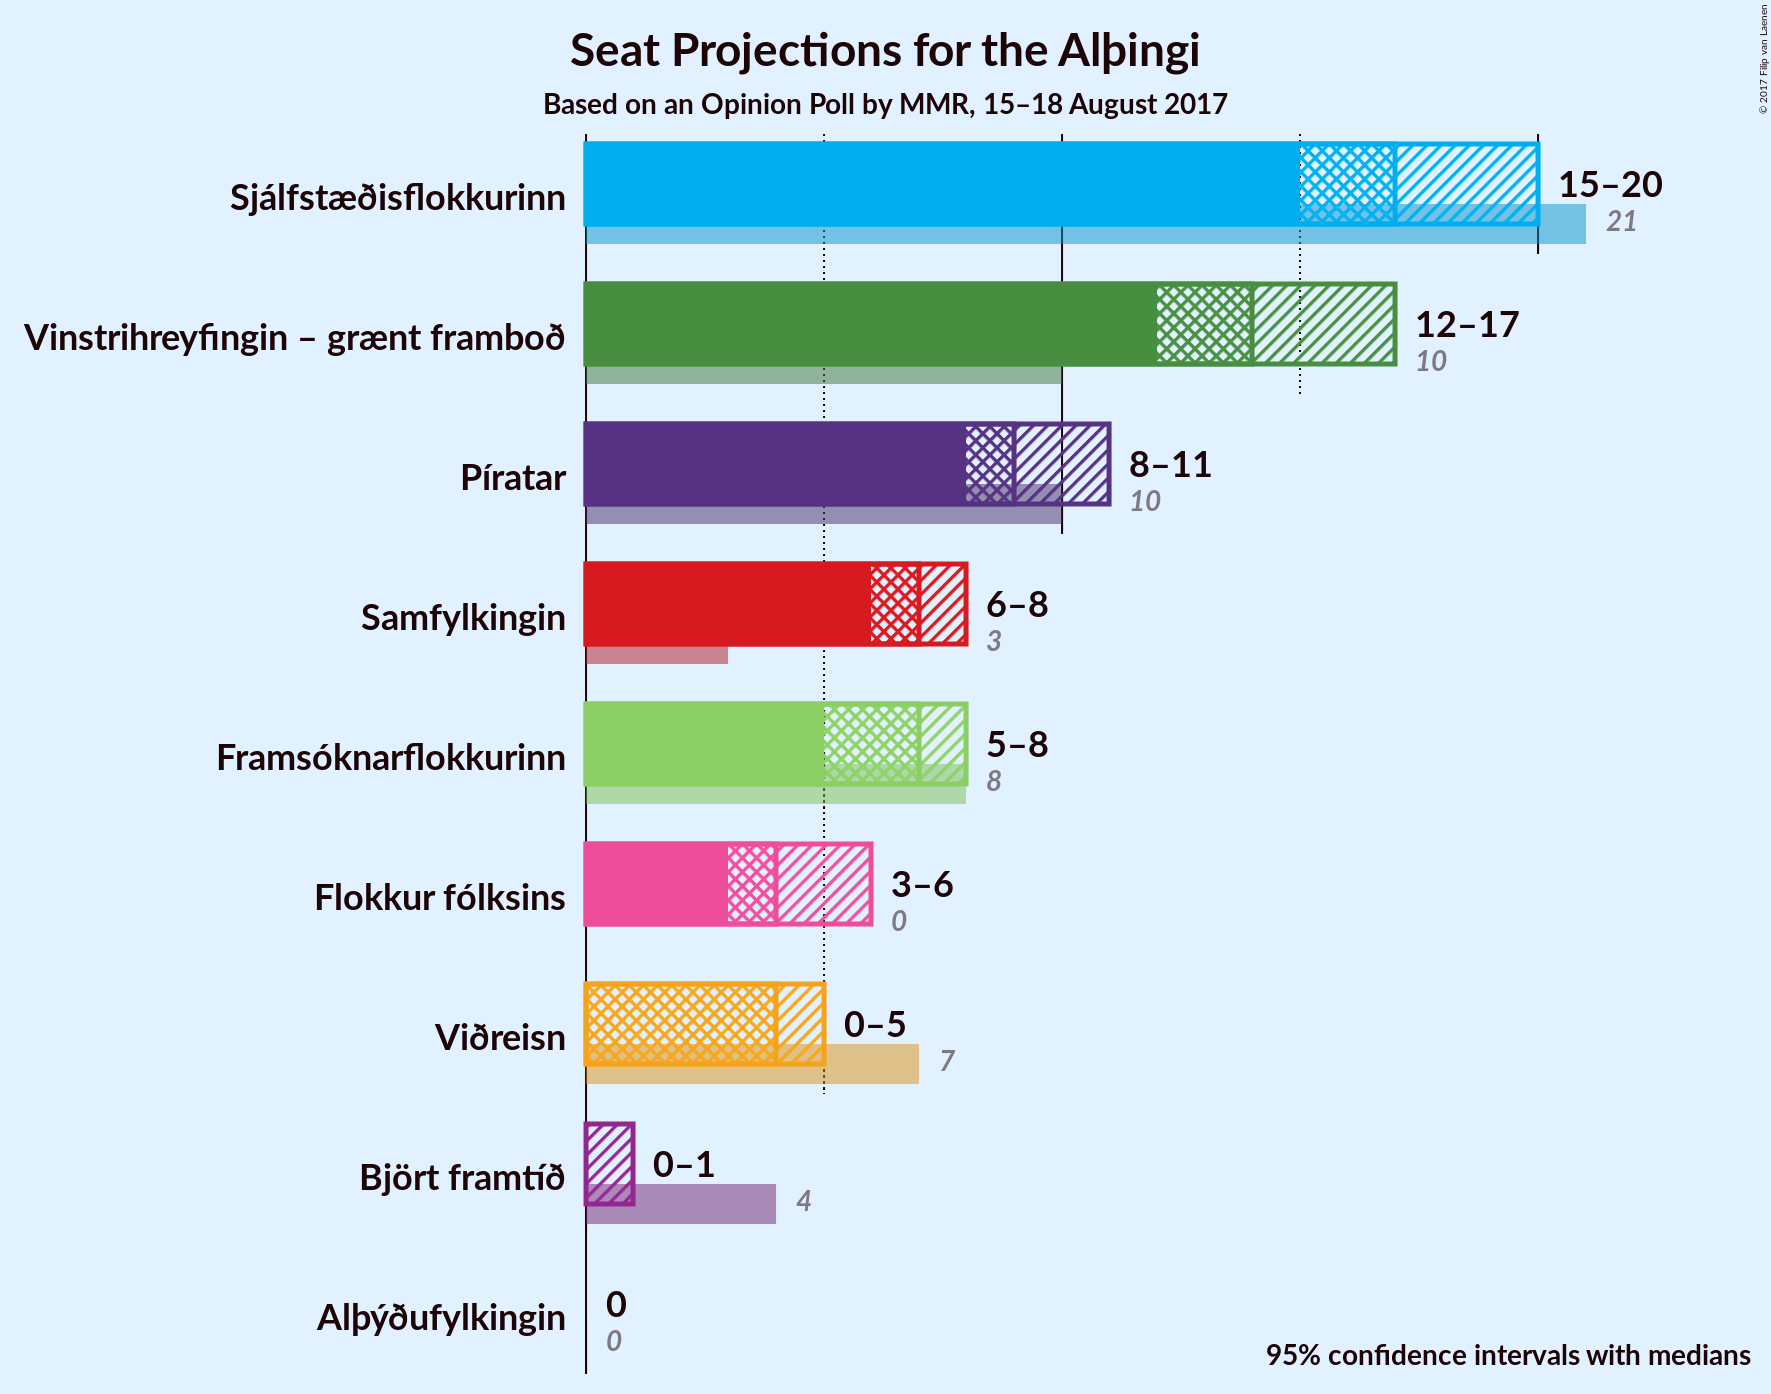 Seat Projections for the Alþingi
Based on an Opinion Poll by MMR, 15–18 August 2017
© 2017 Filip van Laenen
Sjálfstæðisflokkurinn
15–20
21
Vinstrihreyfingin – grænt framboð
12–17
10
Píratar
8–11
10
Samfylkingin
6–8
3
Framsóknarflokkurinn
5–8
8
Flokkur fólksins
3–6
0
Viðreisn
0–5
7
Björt framtíð
0–1
4
Alþýðufylkingin
0
0
95% confidence intervals with medians